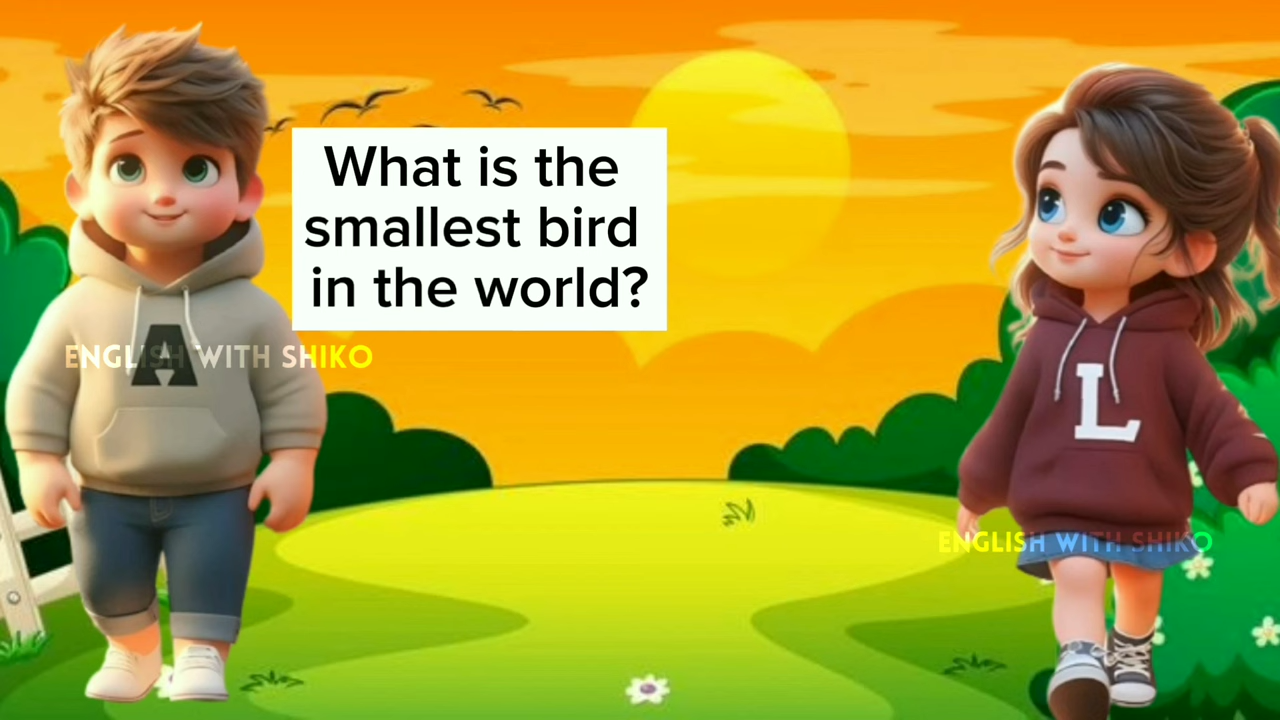 What is the
smallest bird
in the world?
A
ENGLISH WITH SHIKO
L
ENGLISH WITH SHIKO